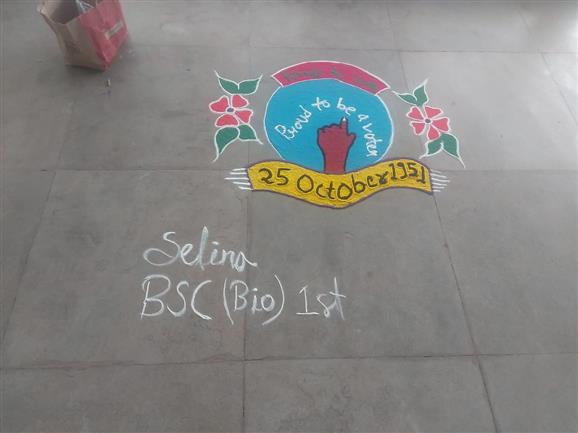 Proud to be a voter
25 October 1951
Selina
BSC (Bio) 1st